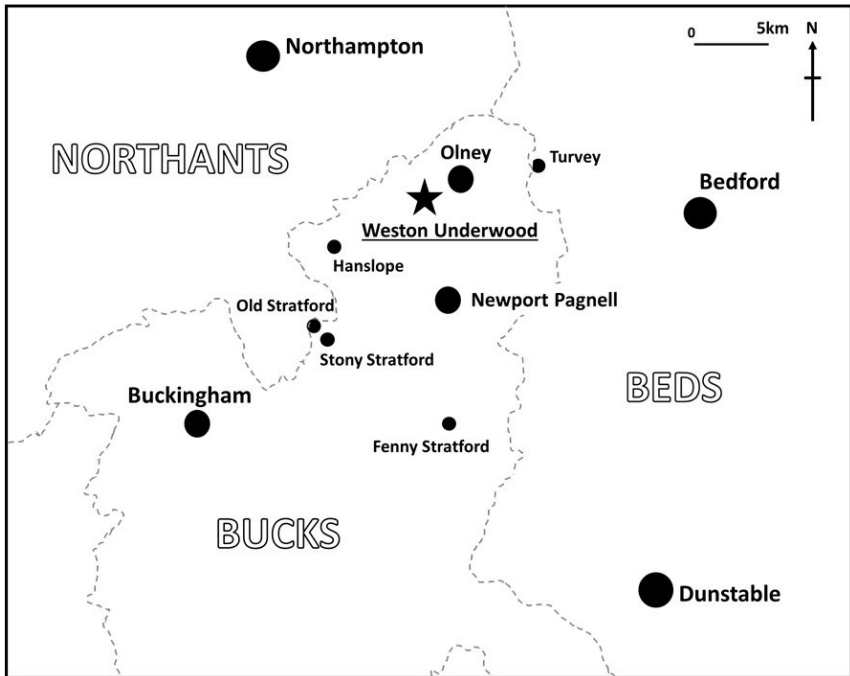 Northampton
0 5km
N
NORTHANTS
Olney
Turvey
Bedford
Weston Underwood
Hanslope
Old Stratford
Newport Pagnell
Stony Stratford
Buckingham
BEDS
Fenny Stratford
BUCKS
Dunstable